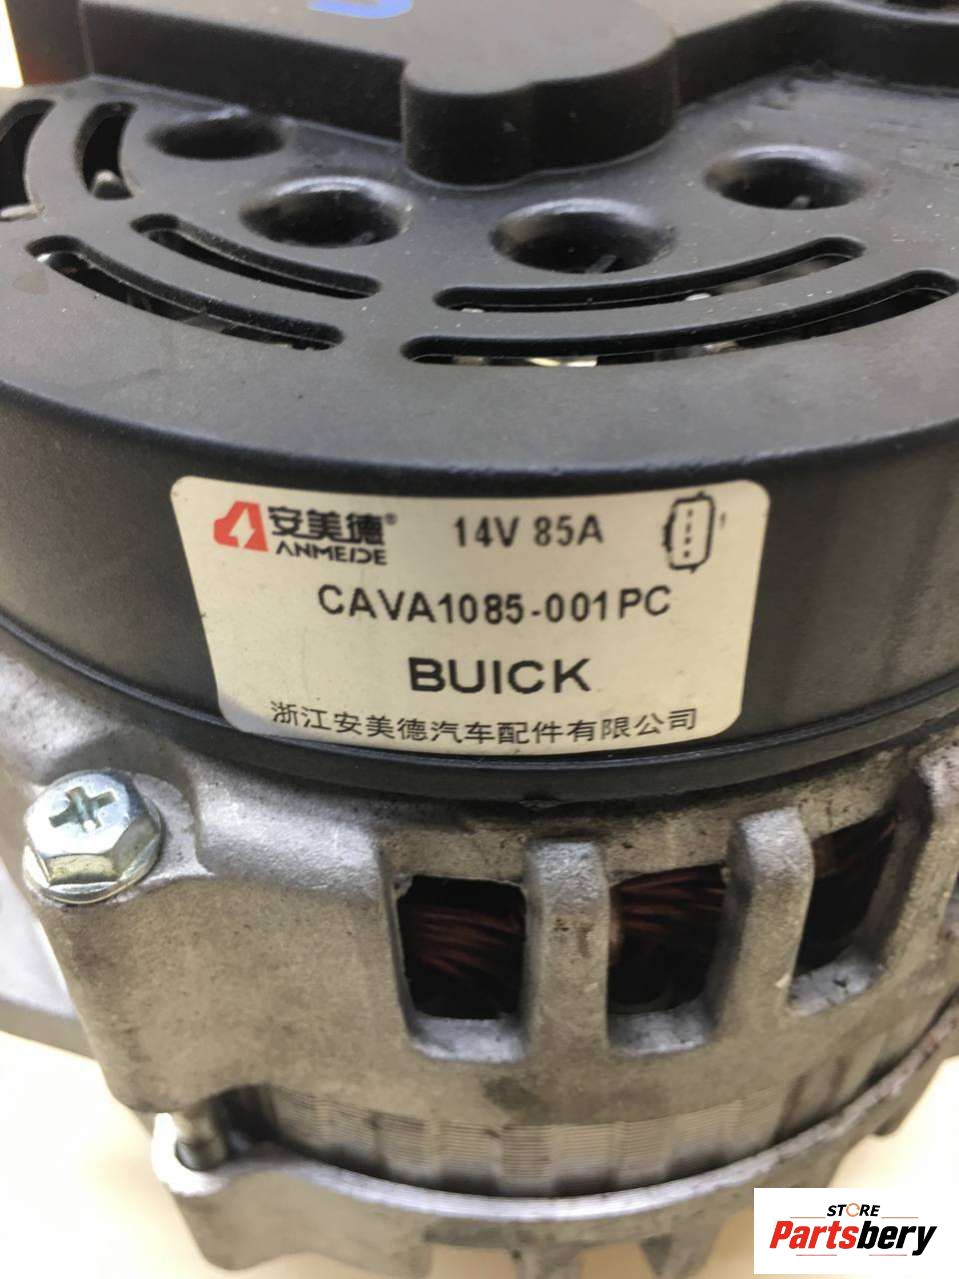 安美德® 14V 85A 1
ANMEIDE
CAVA1085-001PC
BUICK
浙江安美德汽车配件有限公司
STORE
Partsbery